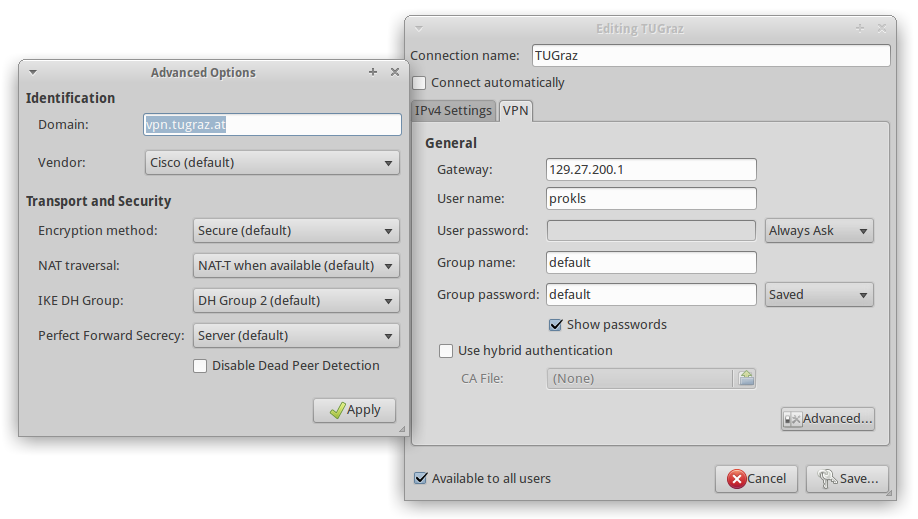 Advanced Options
Identification
Domain: vpn.tugraz.at
Vendor: Cisco (default)
Transport and Security
Encryption method: Secure (default)
NAT traversal: NAT-T when available (default)
IKE DH Group: DH Group 2 (default)
Perfect Forward Secrecy: Server (default)
Disable Dead Peer Detection
Apply
Editing TUGraz
Connection name: TUGraz
Connect automatically
IPv4 Settings VPN
General
Gateway: 129.27.200.1
User name: prokls
User password: Always Ask
Group name: default
Group password: default Saved
Show passwords
Use hybrid authentication
CA File: (None)
Advanced...
Available to all users Cancel Save...